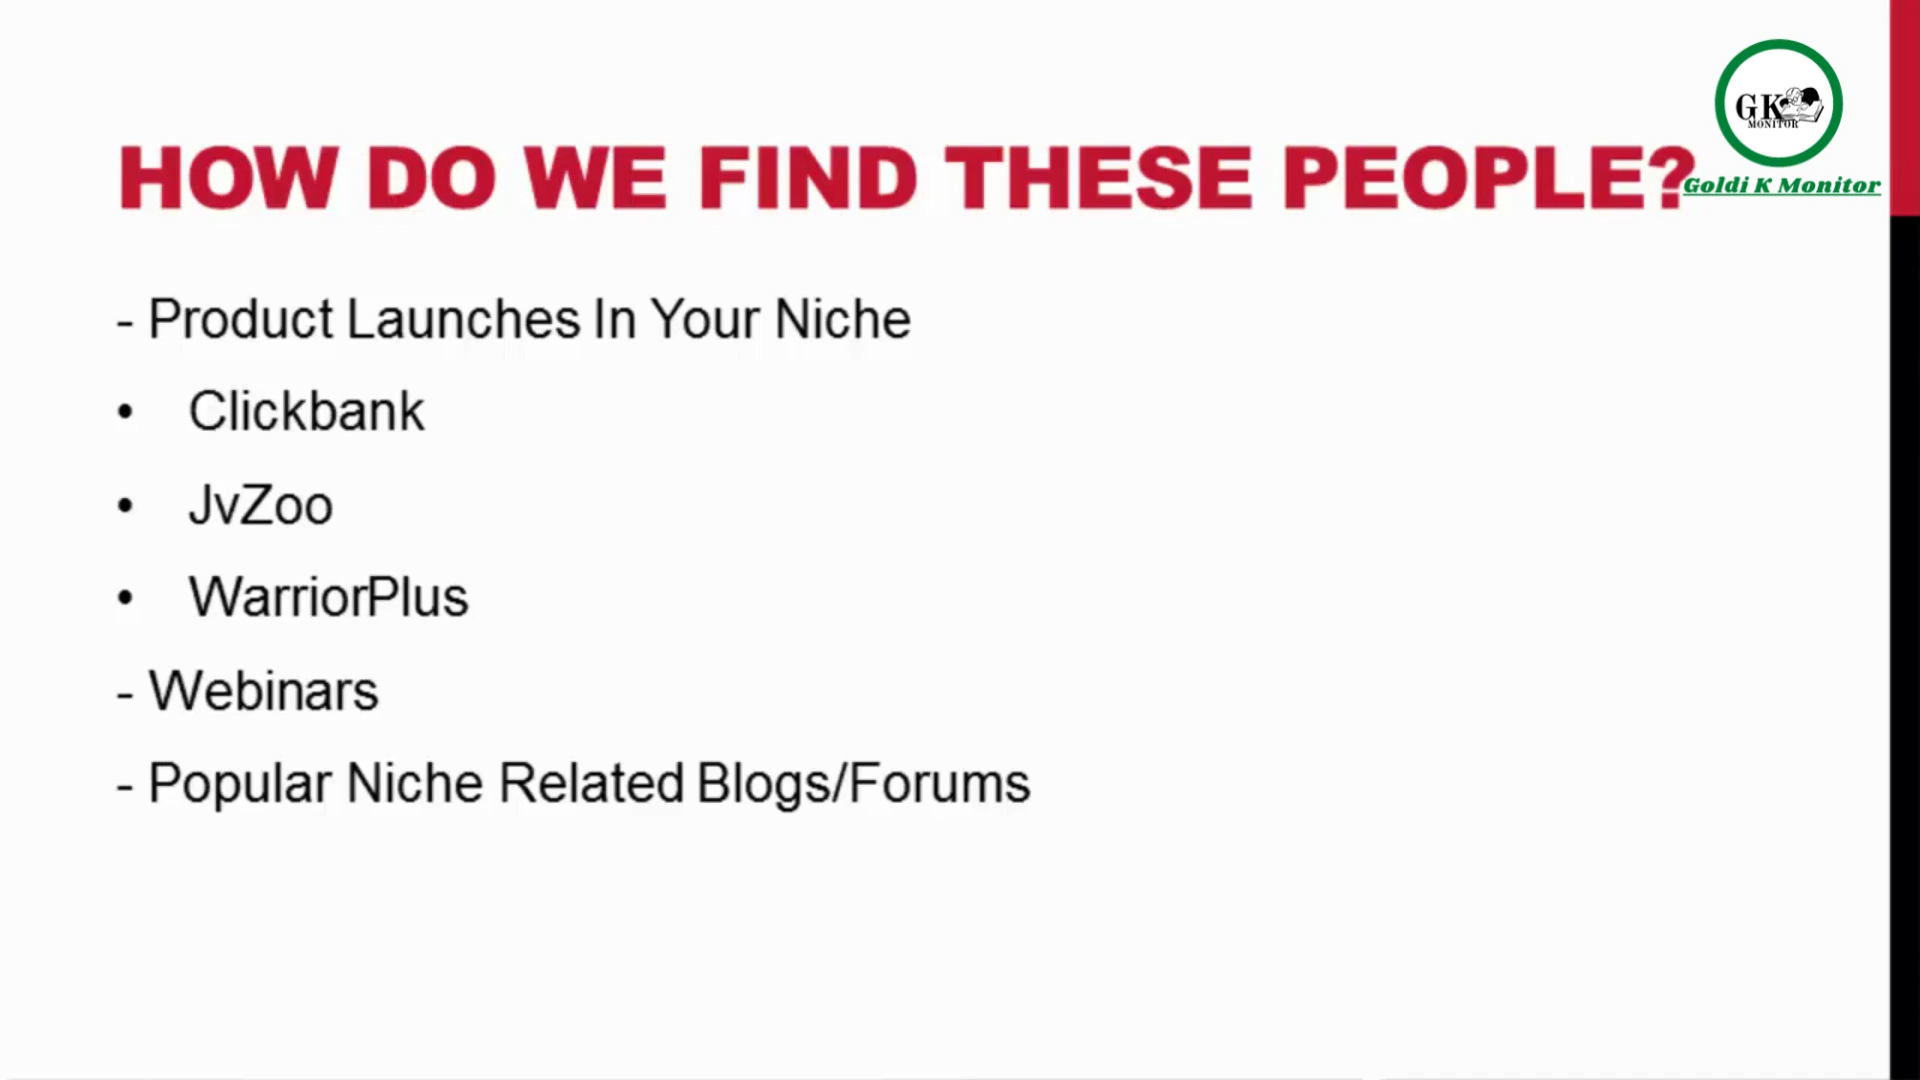 GK
MONITOR
HOW DO WE FIND THESE PEOPLE?
Goldi K Monitor
- Product Launches In Your Niche
• Clickbank
• JvZoo
• WarriorPlus
- Webinars
- Popular Niche Related Blogs/Forums